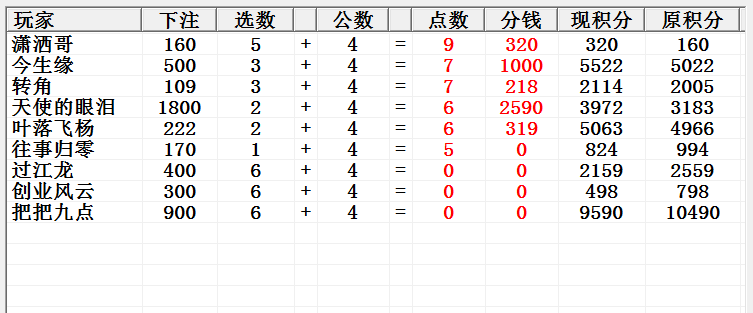 玩家 下注 选数 公数 点数 分钱 现积分 原积分
潇洒哥 160 5 + 4 = 9 320 320 160
今生缘 500 3 + 4 = 7 1000 5522 5022
转角 109 3 + 4 = 7 218 2114 2005
天使的眼泪 1800 2 + 4 = 6 2590 3972 3183
叶落飞杨 222 2 + 4 = 6 319 5063 4966
往事归零 170 1 + 4 = 5 0 824 994
过江龙 400 6 + 4 = 0 0 2159 2559
创业风云 300 6 + 4 = 0 0 498 798
把把九点 900 6 + 4 = 0 0 9590 10490